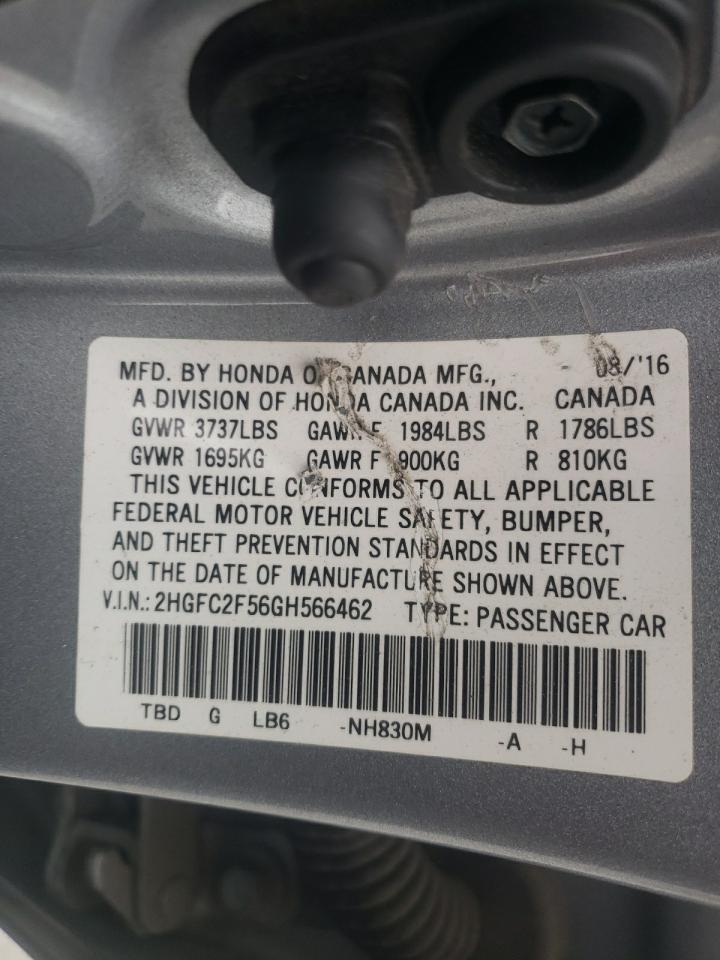 MFD. BY HONDA OF CANADA MFG., 08/'16
A DIVISION OF HONDA CANADA INC. CANADA
GVWR 3737LBS GAWR F 1984LBS R 1786LBS
GVWR 1695KG GAWR F 900KG R 810KG
THIS VEHICLE CONFORMS TO ALL APPLICABLE
FEDERAL MOTOR VEHICLE SAFETY, BUMPER,
AND THEFT PREVENTION STANDARDS IN EFFECT
ON THE DATE OF MANUFACTURE SHOWN ABOVE.
V.I.N.: 2HGFC2F56GH566462 TYPE: PASSENGER CAR
TBD G LB6 -NH830M -A -H